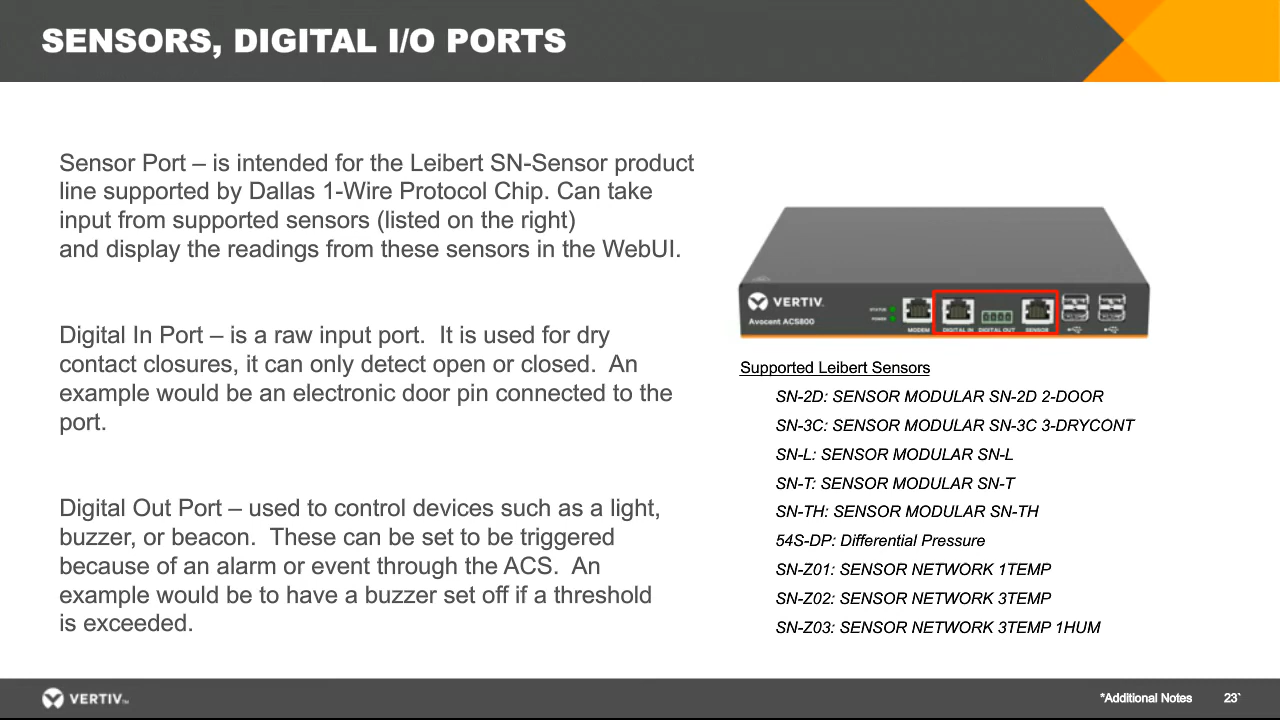 SENSORS, DIGITAL I/O PORTS
Sensor Port – is intended for the Leibert SN-Sensor product
line supported by Dallas 1-Wire Protocol Chip. Can take
input from supported sensors (listed on the right)
and display the readings from these sensors in the WebUI.
Digital In Port – is a raw input port.  It is used for dry
contact closures, it can only detect open or closed.  An
example would be an electronic door pin connected to the
port.
Digital Out Port – used to control devices such as a light,
buzzer, or beacon.  These can be set to be triggered
because of an alarm or event through the ACS.  An
example would be to have a buzzer set off if a threshold
is exceeded.
VERTIV.
Avocent ACS800
STATUS
POWER
MODEM
DIGITAL IN
DIGITAL OUT
SENSOR
Supported Leibert Sensors
SN-2D: SENSOR MODULAR SN-2D 2-DOOR
SN-3C: SENSOR MODULAR SN-3C 3-DRYCONT
SN-L: SENSOR MODULAR SN-L
SN-T: SENSOR MODULAR SN-T
SN-TH: SENSOR MODULAR SN-TH
54S-DP: Differential Pressure
SN-Z01: SENSOR NETWORK 1TEMP
SN-Z02: SENSOR NETWORK 3TEMP
SN-Z03: SENSOR NETWORK 3TEMP 1HUM
VERTIV™
*Additional Notes
23`